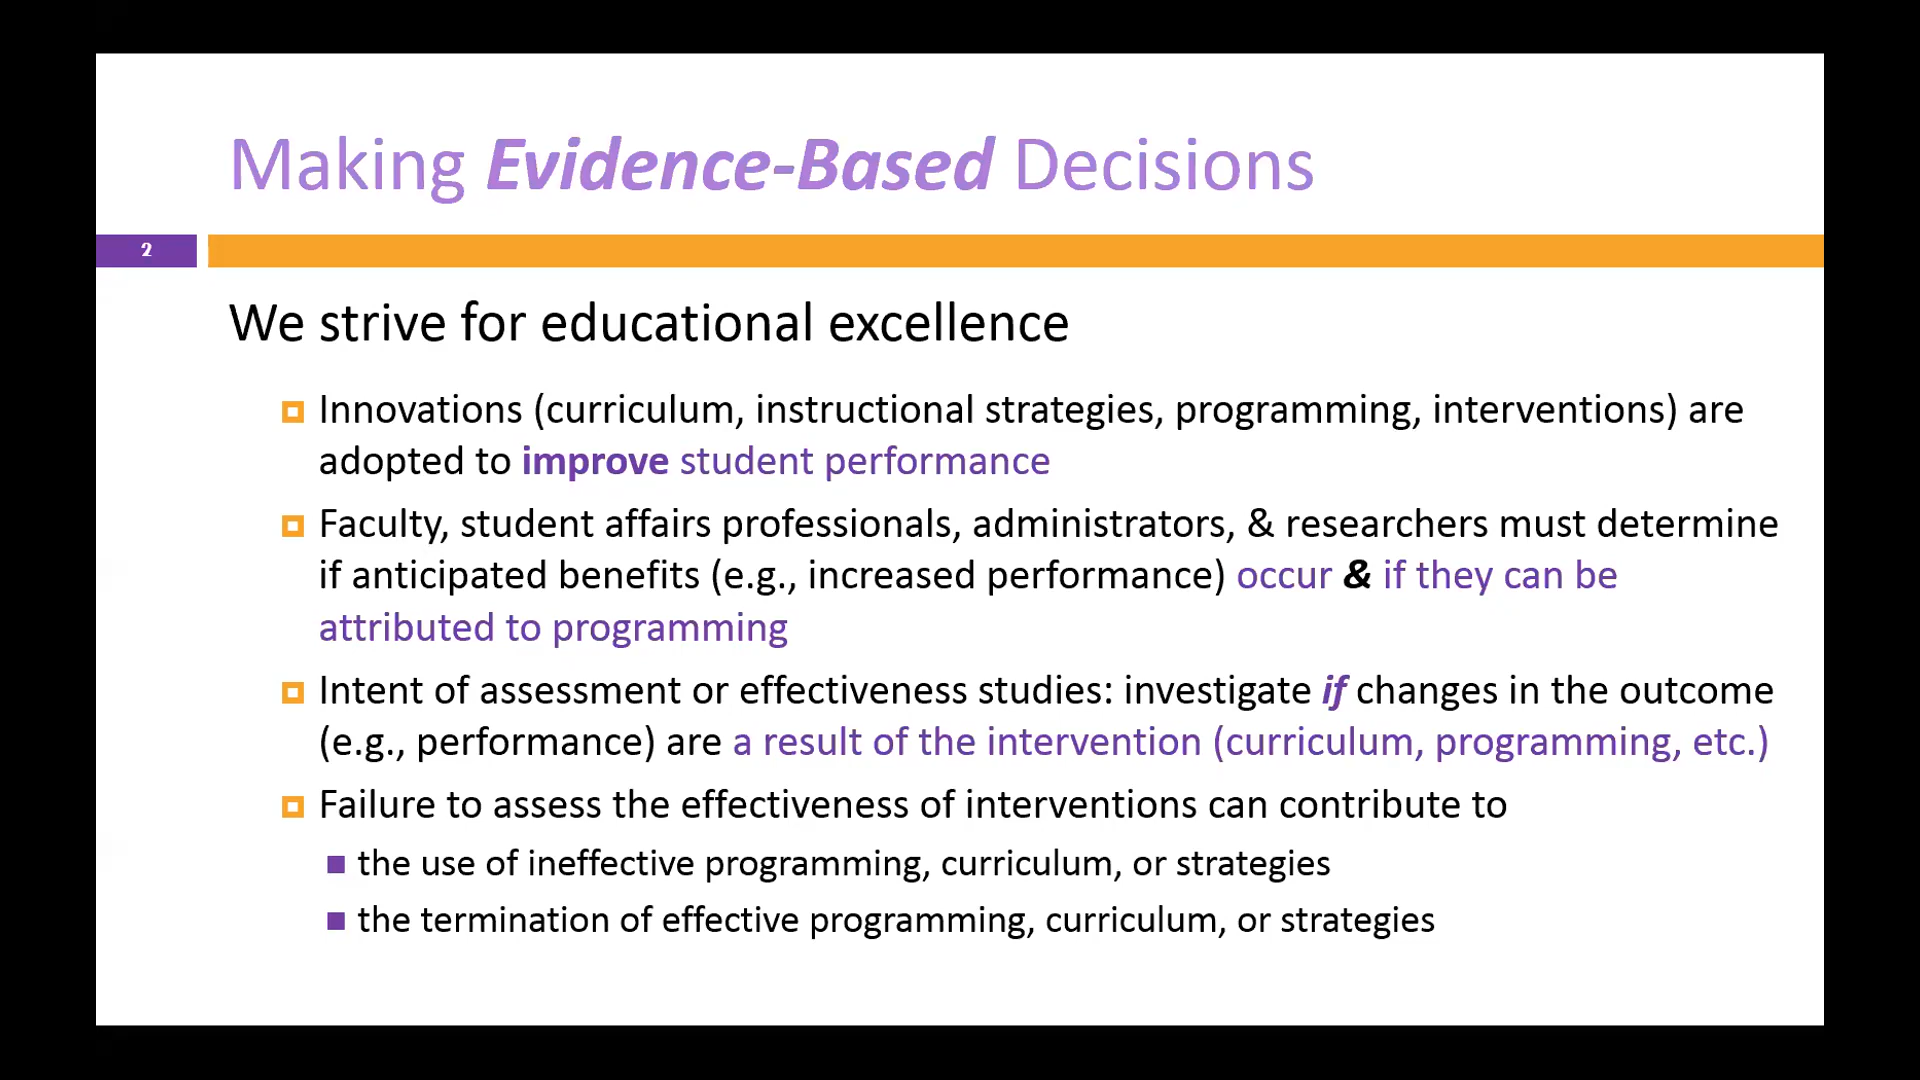 Making Evidence-Based Decisions
2
We strive for educational excellence
Innovations (curriculum, instructional strategies, programming, interventions) are
adopted to improve student performance
Faculty, student affairs professionals, administrators, & researchers must determine
if anticipated benefits (e.g., increased performance) occur & if they can be
attributed to programming
Intent of assessment or effectiveness studies: investigate if changes in the outcome
(e.g., performance) are a result of the intervention (curriculum, programming, etc.)
Failure to assess the effectiveness of interventions can contribute to
the use of ineffective programming, curriculum, or strategies
the termination of effective programming, curriculum, or strategies